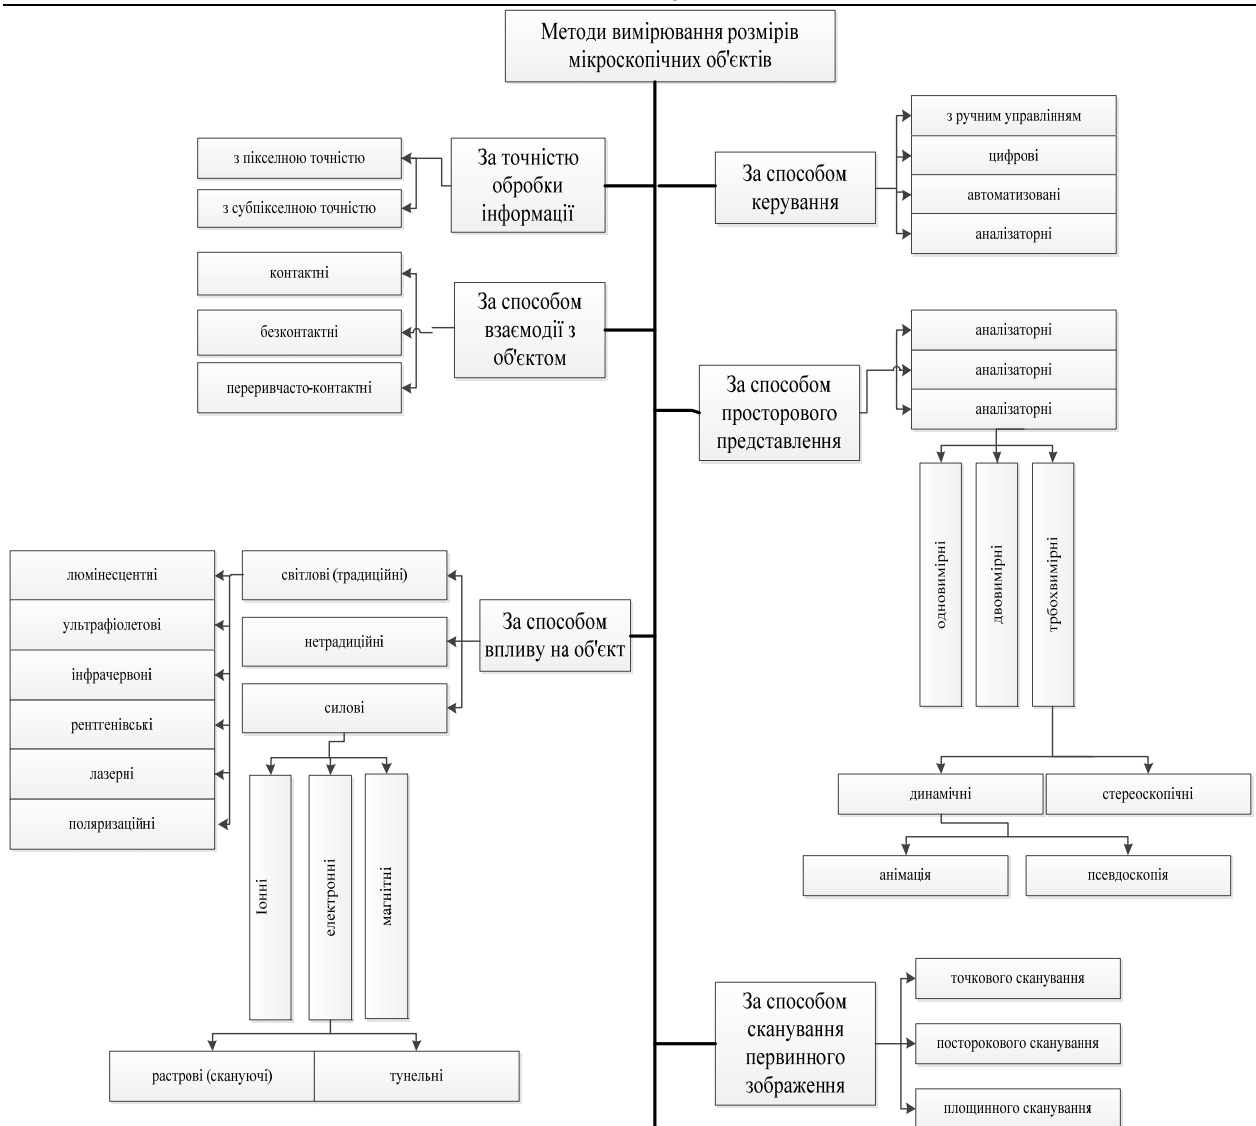 Методи вимірювання розмірів
мікроскопічних об'єктів
За точністю
обробки
інформації
з піксельною точністю
з субпіксельною точністю
За способом
взаємодії з
об'єктом
контактні
безконтактні
переривчасто-контактні
За способом
керування
з ручним управлінням
цифрові
автоматизовані
аналізаторні
За способом
просторового
представлення
аналізаторні
аналізаторні
аналізаторні
одновимірні
двовимірні
трбохвимірні
динамічні
стереоскопічні
анімація
псевдоскопія
За способом
впливу на об'єкт
світлові (традиційні)
нетрадиційні
силові
люмінесцентні
ультрафіолетові
інфрачервоні
рентгенівські
лазерні
поляризаційні
Іонні
електронні
магнітні
растрові (скануючі)
тунельні
За способом
сканування
первинного
зображення
точкового сканування
посторокового сканування
площинного сканування